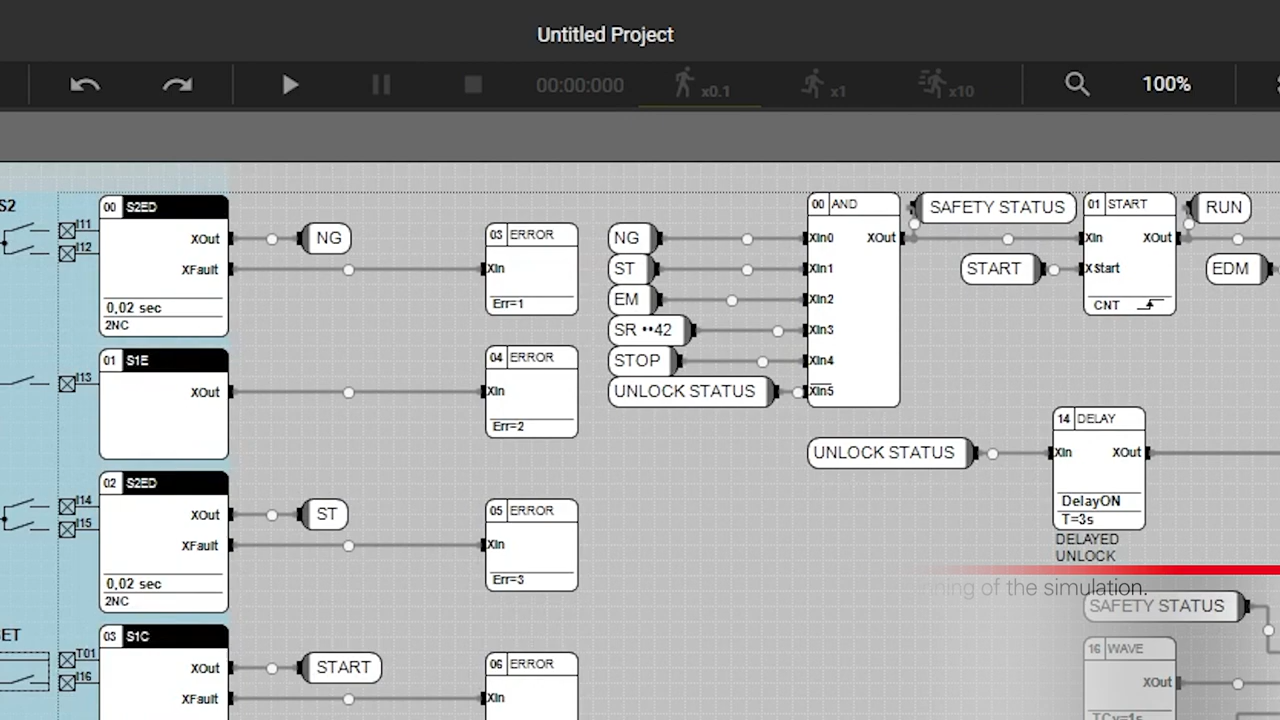 Untitled Project
00:00:000
x0.1
x1
x10
100%
S2
I11
I12
00 S2ED
XOut
XFault
0,02 sec
2NC
NG
03 ERROR
XIn
Err=1
I13
01 S1E
XOut
04 ERROR
XIn
Err=2
I14
I15
02 S2ED
XOut
XFault
0,02 sec
2NC
ST
05 ERROR
XIn
Err=3
T01
I16
03 S1C
XOut
XFault
START
06 ERROR
XIn
NG
ST
EM
SR ••42
STOP
UNLOCK STATUS
00 AND
XIn0 XOut
XIn1
XIn2
XIn3
XIn4
XIn5
SAFETY STATUS
START
01 START
XIn XOut
XStart
CNT
RUN
EDM
UNLOCK STATUS
14 DELAY
XIn XOut
DelayON
T=3s
DELAYED
UNLOCK
of the simulation.
SAFETY STATUS
16 WAVE
XOut